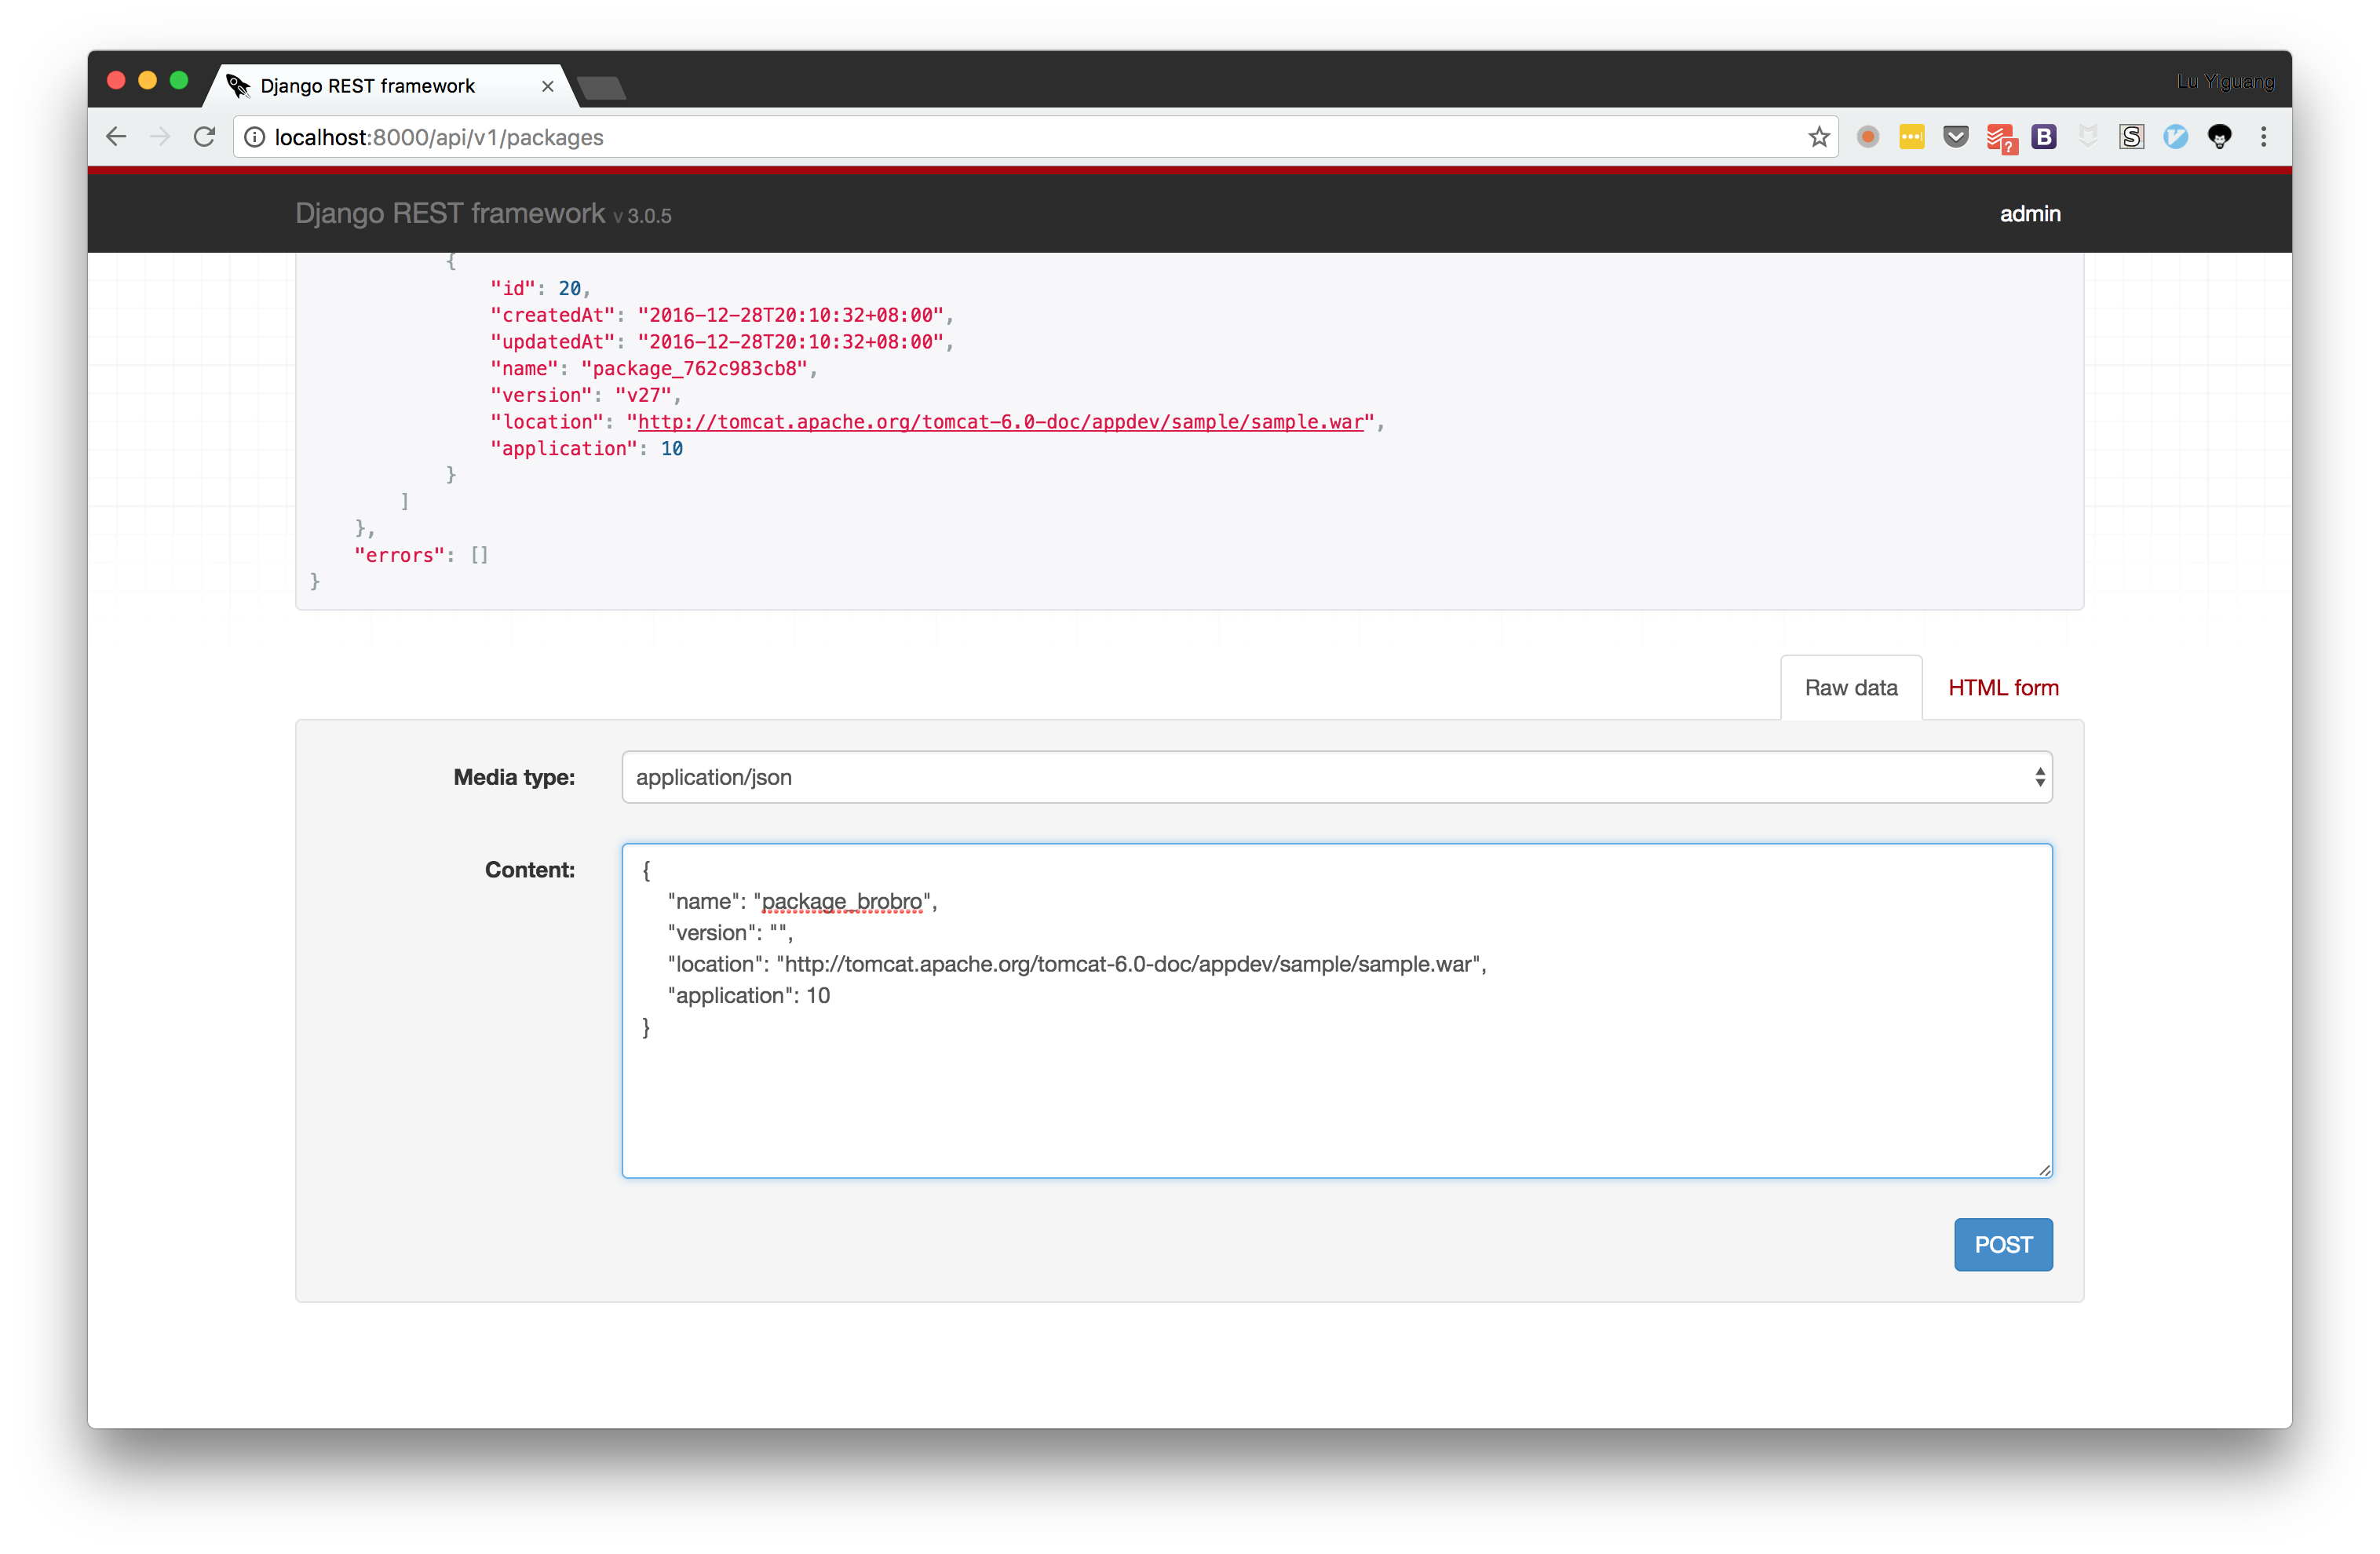 Django REST framework
Lu Yiguang
localhost:8000/api/v1/packages
Django REST framework v 3.0.5
admin
{
"id": 20,
"createdAt": "2016-12-28T20:10:32+08:00",
"updatedAt": "2016-12-28T20:10:32+08:00",
"name": "package_762c983cb8",
"version": "v27",
"location": "http://tomcat.apache.org/tomcat-6.0-doc/appdev/sample/sample.war",
"application": 10
}
]
},
"errors": []
}
Raw data
HTML form
Media type:
application/json
Content:
{
"name": "package_brobro",
"version": "",
"location": "http://tomcat.apache.org/tomcat-6.0-doc/appdev/sample/sample.war",
"application": 10
}
POST